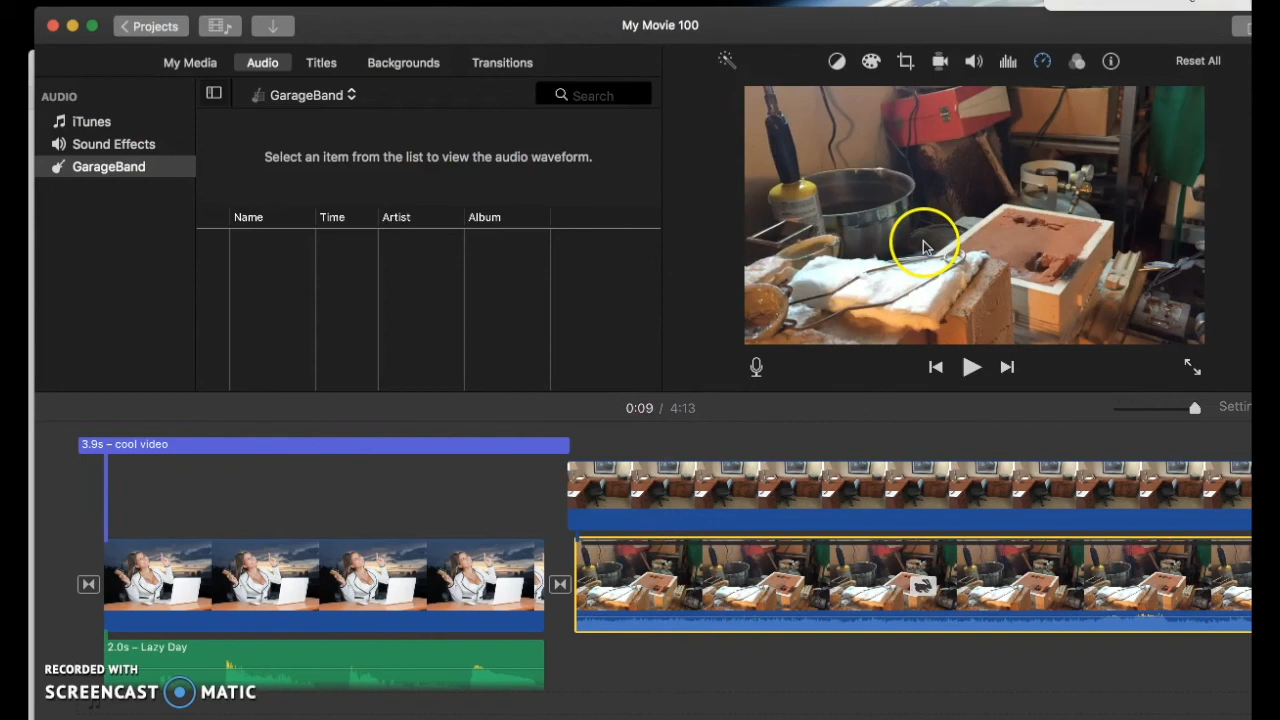 My Movie 100
Projects
My Media Audio Titles Backgrounds Transitions
Reset All
AUDIO
iTunes
Sound Effects
GarageBand
GarageBand
Search
Select an item from the list to view the audio waveform.
Name Time Artist Album
0:09 / 4:13
3.9s – cool video
2.0s – Lazy Day
RECORDED WITH
SCREENCAST MATIC